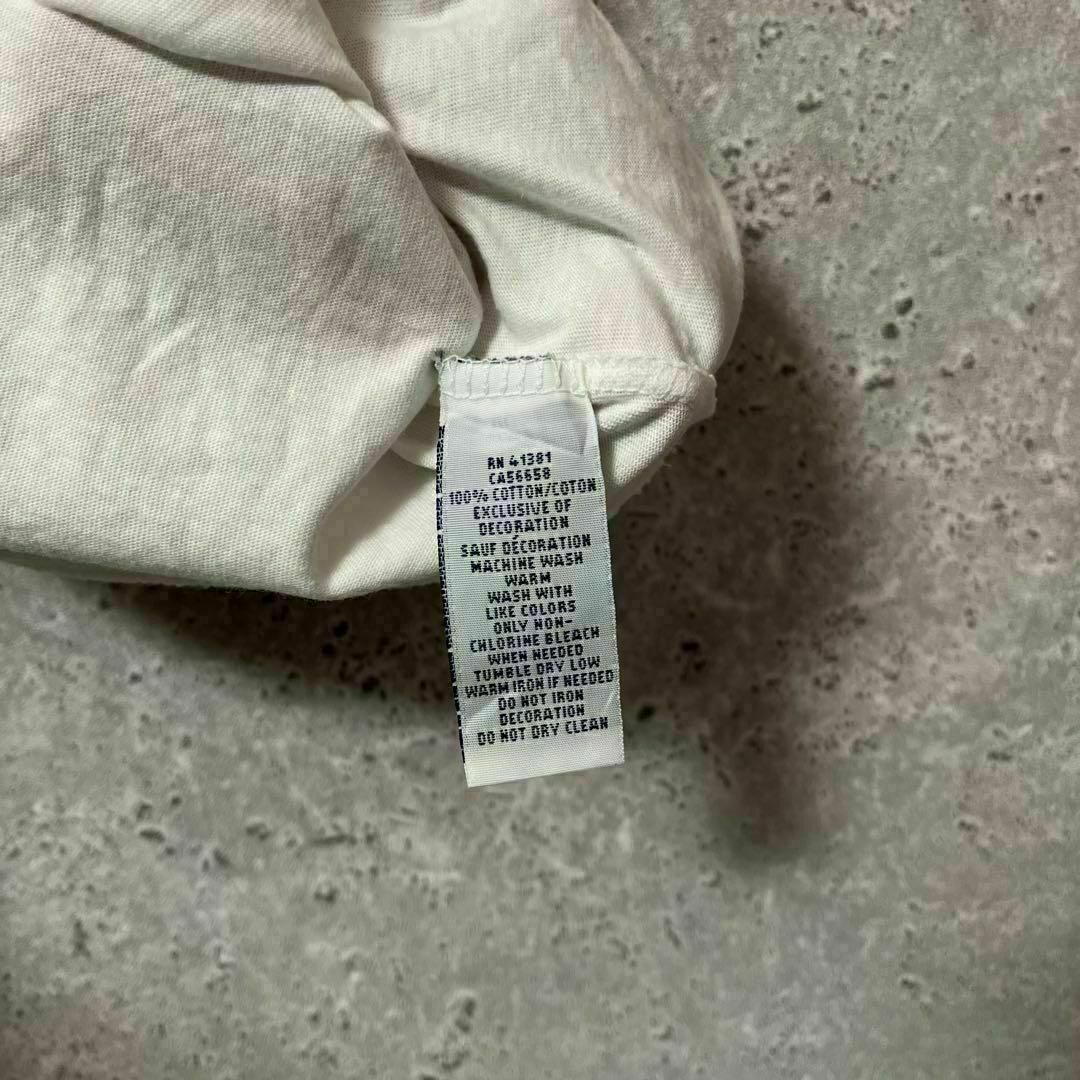 RN 41381
CA56658
100% COTTON/COTON
EXCLUSIVE OF
DECORATION
SAUF DÉCORATION
MACHINE WASH
WARM
WASH WITH
LIKE COLORS
ONLY NON-
CHLORINE BLEACH
WHEN NEEDED
TUMBLE DRY LOW
WARM IRON IF NEEDED
DO NOT IRON
DECORATION
DO NOT DRY CLEAN